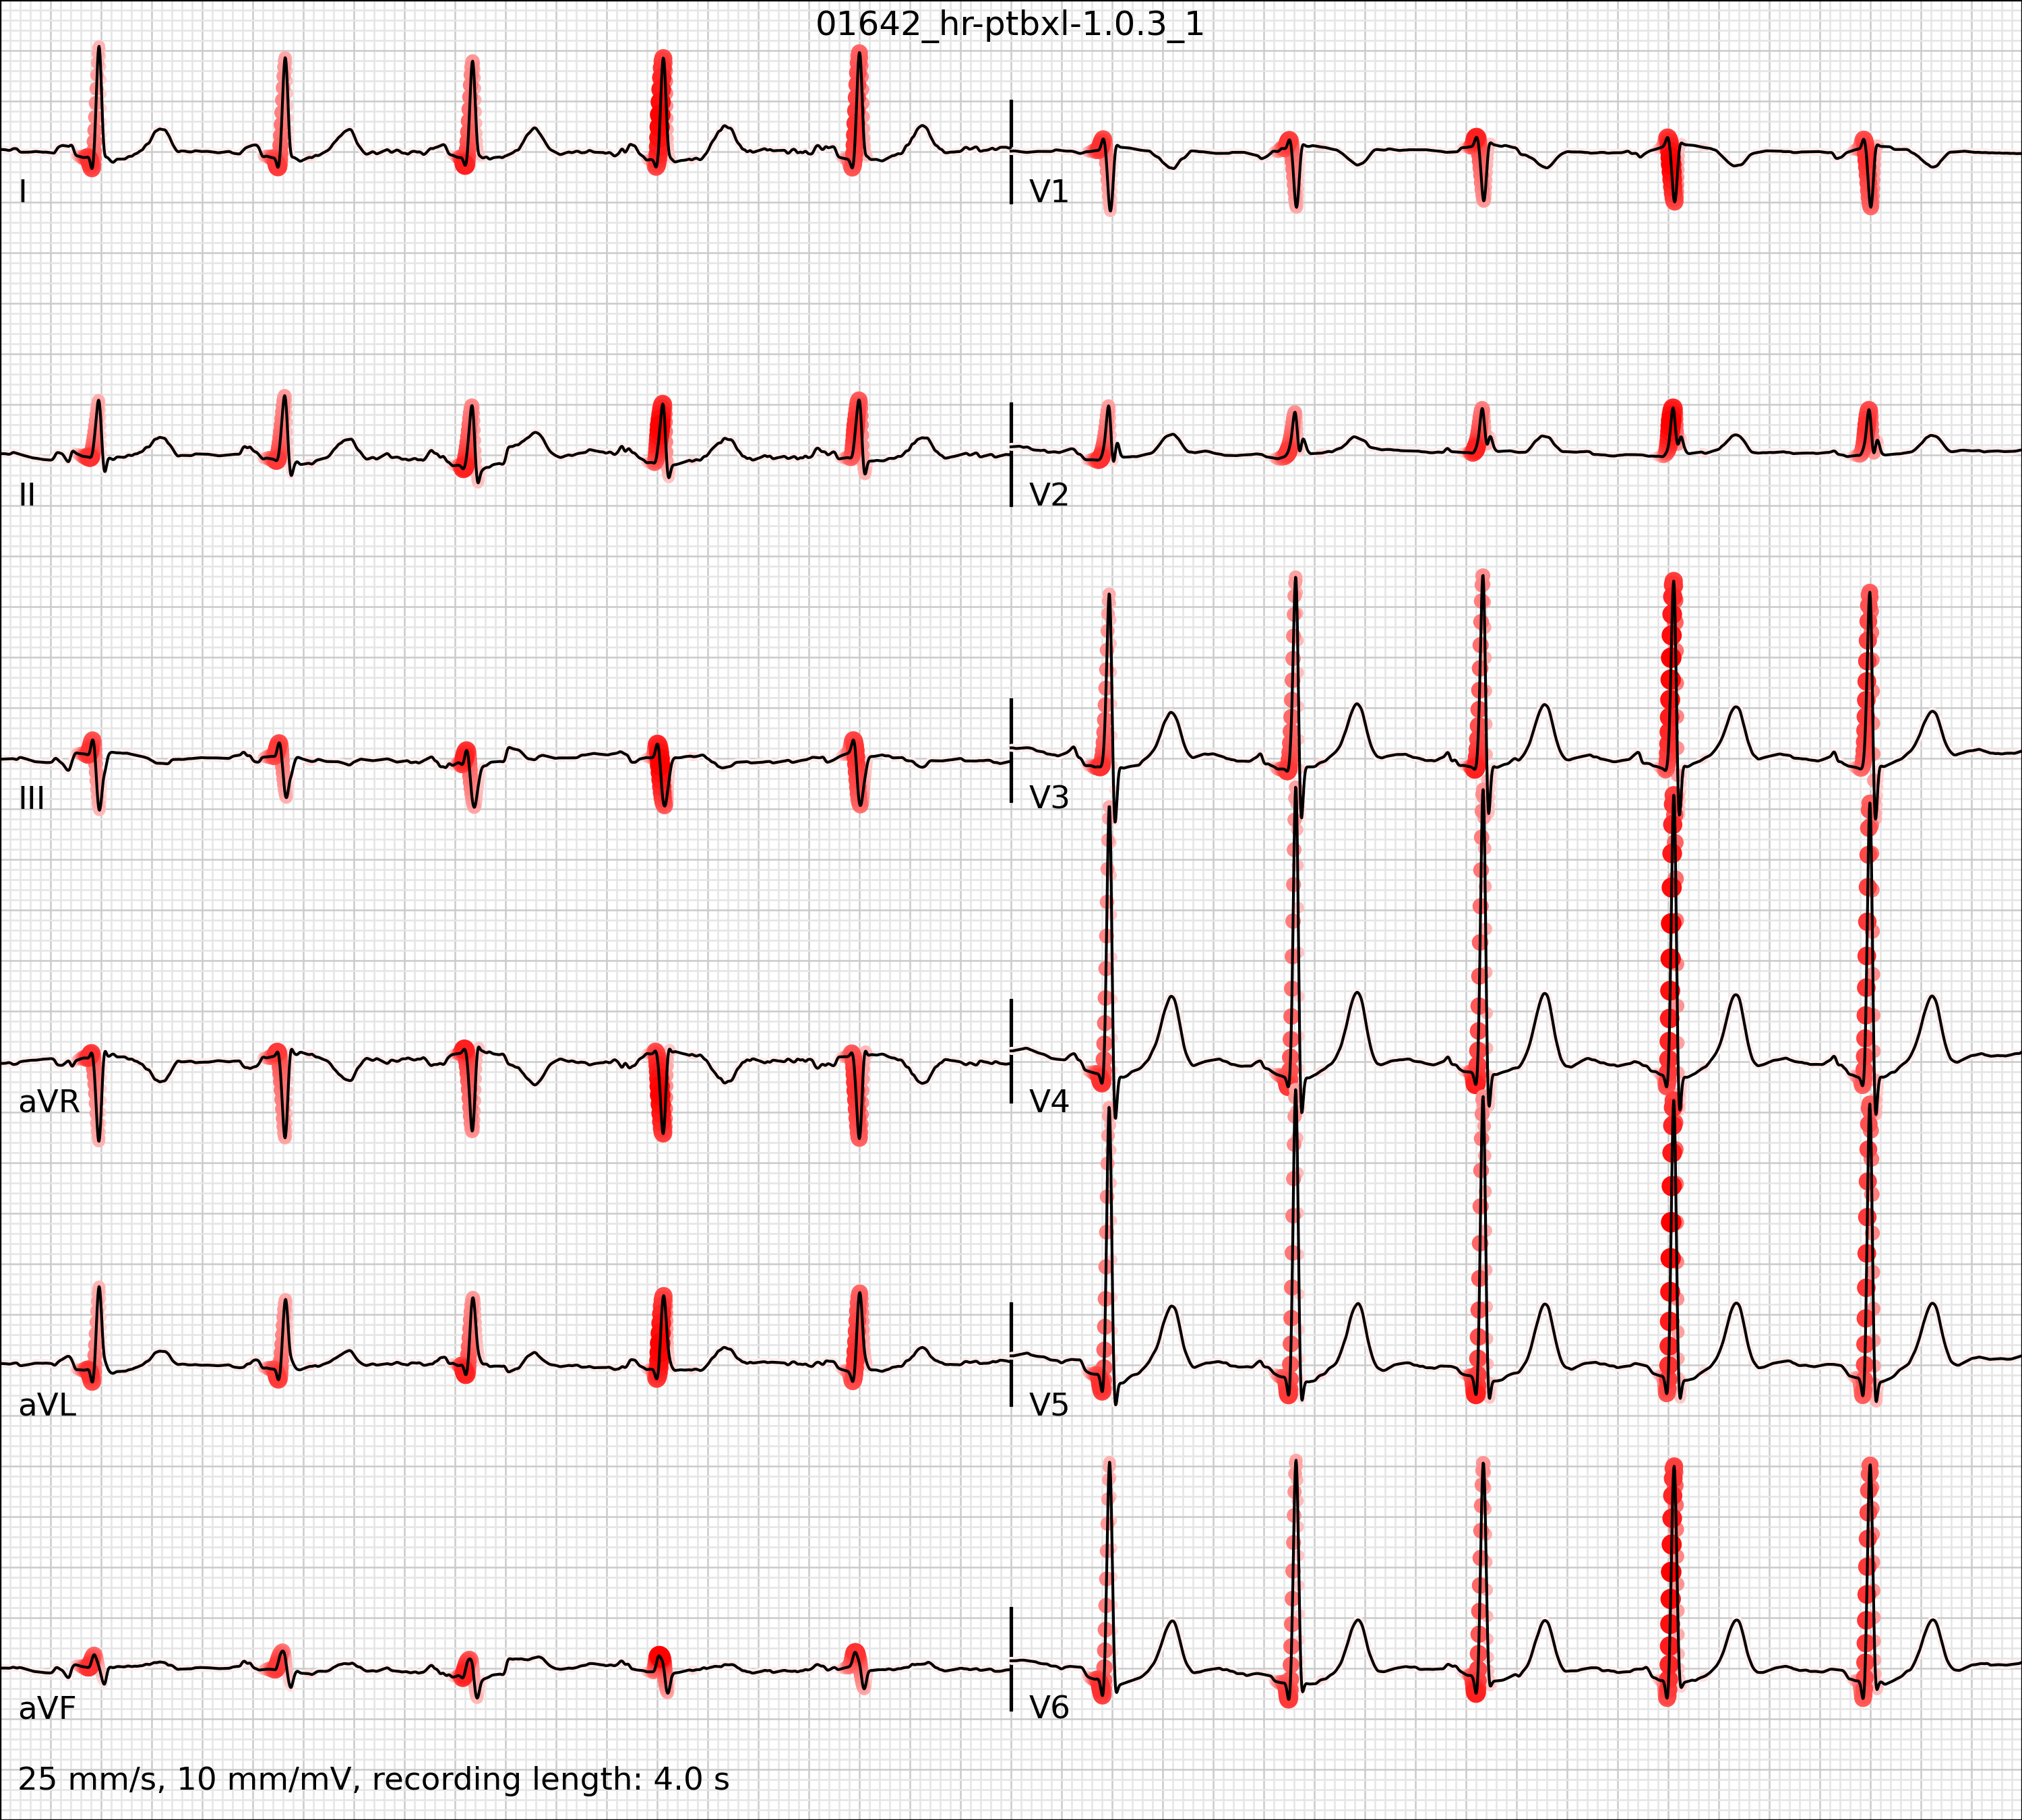 01642_hr-ptbxl-1.0.3_1
I
V1
II
V2
III
V3
aVR
V4
aVL
V5
aVF
V6
25 mm/s, 10 mm/mV, recording length: 4.0 s